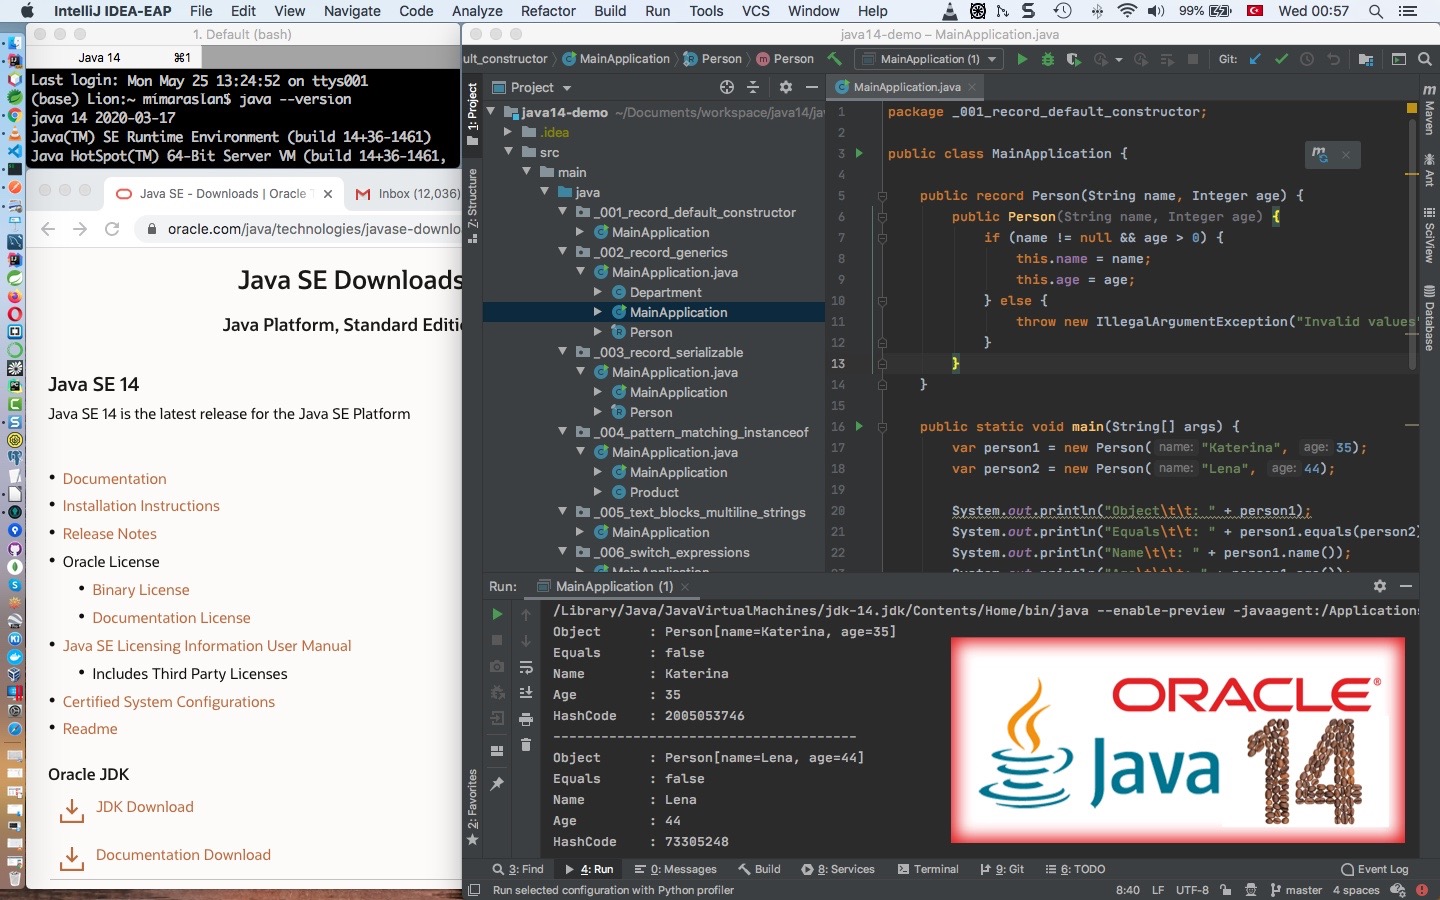 IntelliJ IDEA-EAP File Edit View Navigate Code Analyze Refactor Build Run Tools VCS Window Help 99% Wed 00:57
1. Default (bash)
Java 14 ⌘1
Last login: Mon May 25 13:24:52 on ttys001
(base) Lion:~ mimaraslan$ java --version
java 14 2020-03-17
Java(TM) SE Runtime Environment (build 14+36-1461)
Java HotSpot(TM) 64-Bit Server VM (build 14+36-1461,
Java SE - Downloads | Oracle Inbox (12,036)
oracle.com/java/technologies/javase-downlo
Java SE Downloads
Java Platform, Standard Editio
Java SE 14
Java SE 14 is the latest release for the Java SE Platform
Documentation
Installation Instructions
Release Notes
Oracle License
Binary License
Documentation License
Java SE Licensing Information User Manual
Includes Third Party Licenses
Certified System Configurations
Readme
Oracle JDK
JDK Download
Documentation Download
java14-demo – MainApplication.java
ult_constructor MainApplication Person Person MainApplication (1) Git:
1: Project
7: Structure
2: Favorites
Project
java14-demo ~/Documents/workspace/java14/jav
.idea
src
main
java
_001_record_default_constructor
MainApplication
_002_record_generics
MainApplication.java
Department
MainApplication
Person
_003_record_serializable
MainApplication.java
MainApplication
Person
_004_pattern_matching_instanceof
MainApplication.java
MainApplication
Product
_005_text_blocks_multiline_strings
MainApplication
_006_switch_expressions
MainApplication
MainApplication.java
1 package _001_record_default_constructor;
2
3 public class MainApplication {
4
5 public record Person(String name, Integer age) {
6 public Person(String name, Integer age) {
7 if (name != null && age > 0) {
8 this.name = name;
9 this.age = age;
10 } else {
11 throw new IllegalArgumentException("Invalid values"
12 }
13 }
14 }
15
16 public static void main(String[] args) {
17 var person1 = new Person( name: "Katerina", age: 35);
18 var person2 = new Person( name: "Lena", age: 44);
19
20 System.out.println("Object\t\t: " + person1);
21 System.out.println("Equals\t\t: " + person1.equals(person2)
22 System.out.println("Name\t\t: " + person1.name());
23 System.out.println("Age\t\t\t: " + person1.age());
Maven
Ant
SciView
Database
Run: MainApplication (1)
/Library/Java/JavaVirtualMachines/jdk-14.jdk/Contents/Home/bin/java --enable-preview -javaagent:/Applications
Object : Person[name=Katerina, age=35]
Equals : false
Name : Katerina
Age : 35
HashCode : 2005053746
--------------------------------------
Object : Person[name=Lena, age=44]
Equals : false
Name : Lena
Age : 44
HashCode : 73305248
ORACLE®
Java 14
3: Find 4: Run 0: Messages Build 8: Services Terminal 9: Git 6: TODO Event Log
Run selected configuration with Python profiler 8:40 LF UTF-8 master 4 spaces